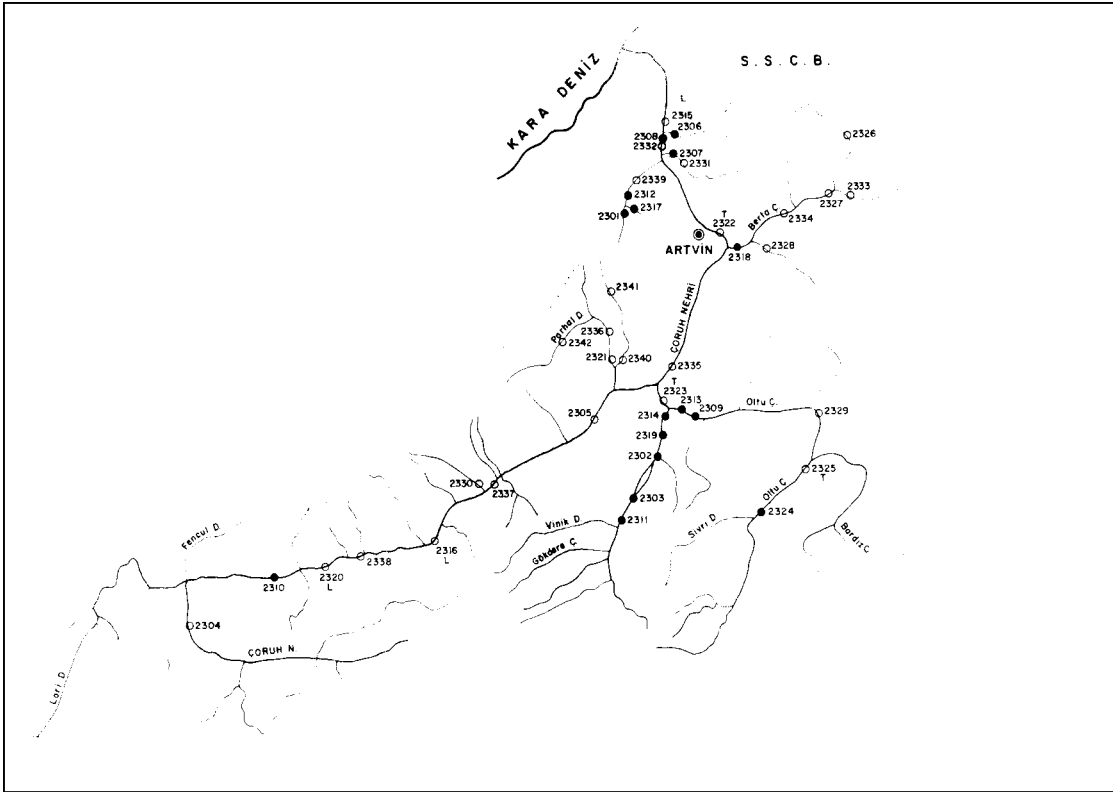 KARA DENİZ
S. S. C. B.
L
2315
2306
2308
2332
2307
2331
2326
2339
2312
2317
2301
2327
2333
2334
Berta Ç.
T
2322
ARTVİN
2318
2328
2341
Parhal D
2336
2342
2321
2340
ÇORUH NEHRİ
2335
T
2323
2313
2314
2309
Oltu Ç.
2329
2305
2319
2302
2325
T
2330
2337
2303
Oltu Ç
2324
2311
Vinik D
Sivri D
Bardız Ç
Gökdere Ç
Fencul D
2316
L
2338
2310
2320
L
2304
ÇORUH N.
Lori D